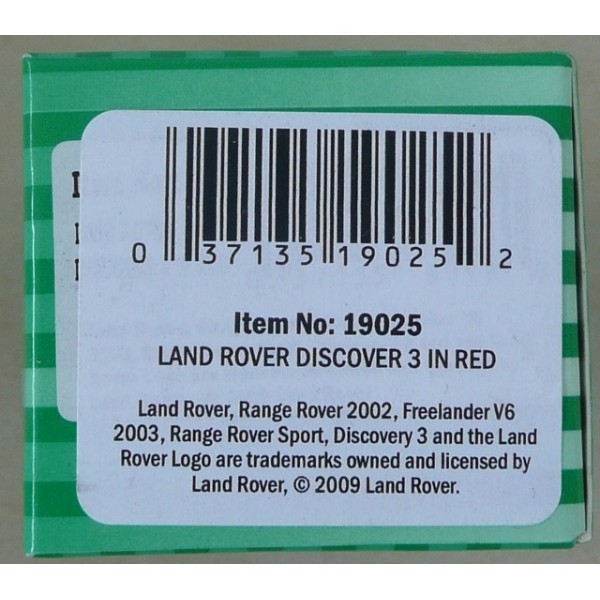 0 37135 19025 2
Item No: 19025
LAND ROVER DISCOVER 3 IN RED
Land Rover, Range Rover 2002, Freelander V6
2003, Range Rover Sport, Discovery 3 and the Land
Rover Logo are trademarks owned and licensed by
Land Rover, © 2009 Land Rover.